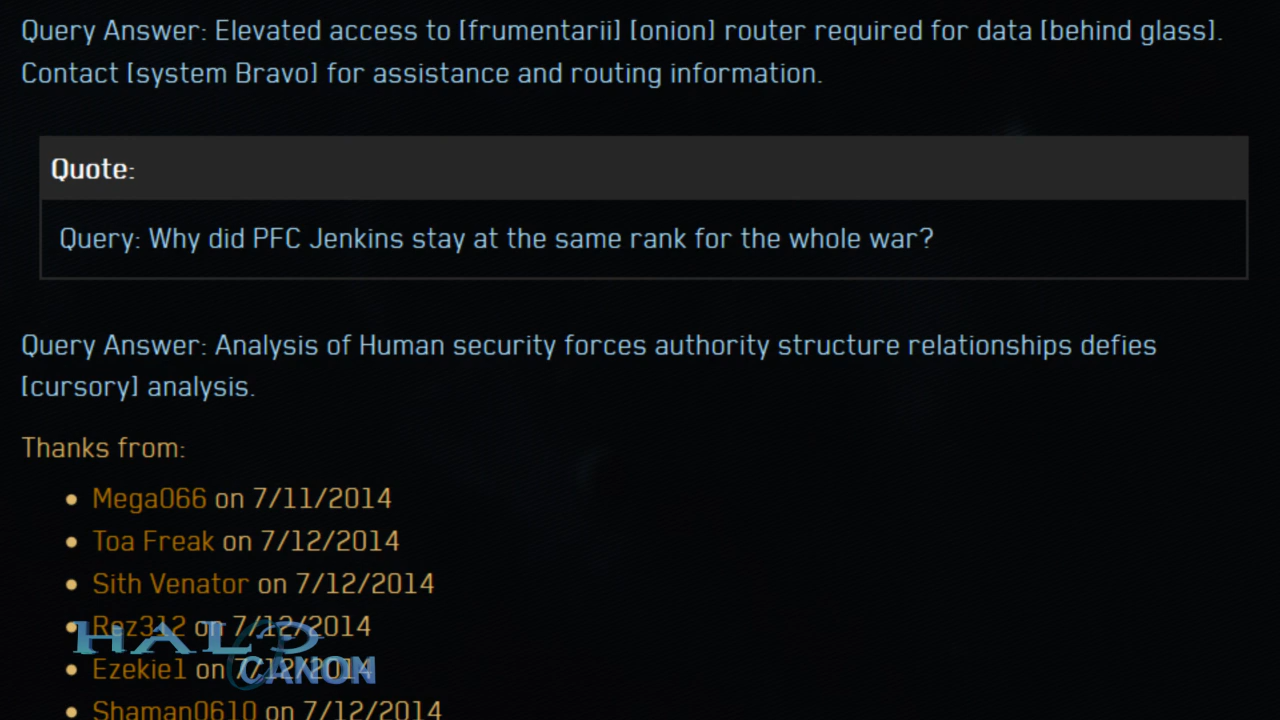 Query Answer: Elevated access to [frumentarii] [onion] router required for data [behind glass].
Contact [system Bravo] for assistance and routing information.
Quote:
Query: Why did PFC Jenkins stay at the same rank for the whole war?
Query Answer: Analysis of Human security forces authority structure relationships defies
[cursory] analysis.
Thanks from:
• Mega066 on 7/11/2014
• Toa Freak on 7/12/2014
• Sith Venator on 7/12/2014
• Rez312 on 7/12/2014
• Ezekiel on 7/12/2014
• Shaman0610 on 7/12/2014
HALO
CANON